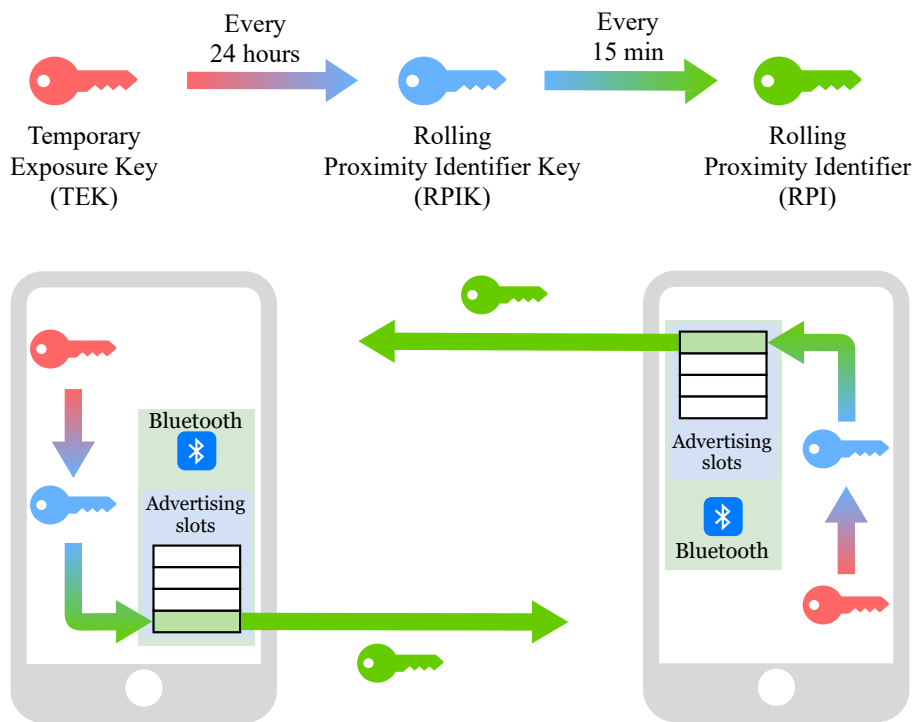 Every
24 hours
Every
15 min
Temporary
Exposure Key
(TEK)
Rolling
Proximity Identifier Key
(RPIK)
Rolling
Proximity Identifier
(RPI)
Bluetooth
Advertising
slots
Advertising
slots
Bluetooth